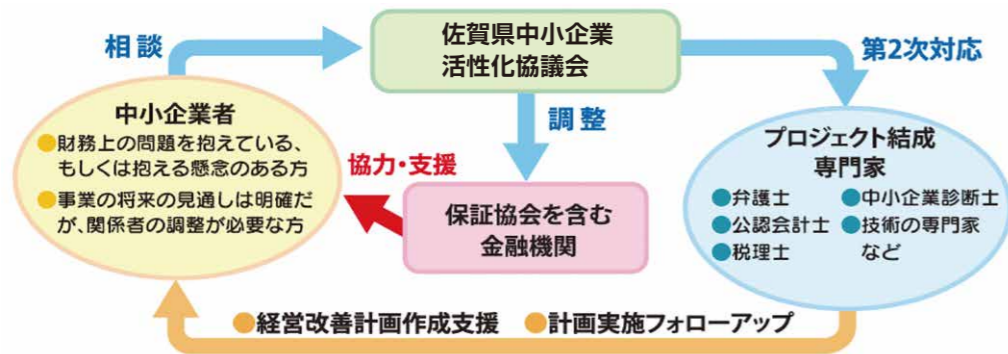 相談
佐賀県中小企業
活性化協議会
第2次対応
中小企業者
●財務上の問題を抱えている、
もしくは抱える懸念のある方
●事業の将来の見通しは明確だ
が、関係者の調整が必要な方
調整
協力・支援
保証協会を含む
金融機関
プロジェクト結成
専門家
●弁護士
●公認会計士
●税理士
●中小企業診断士
●技術の専門家
など
●経営改善計画作成支援 ●計画実施フォローアップ